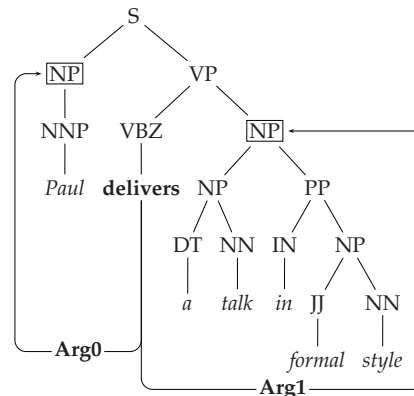 S
NP VP
NNP VBZ NP
Paul delivers NP PP
DT NN IN NP
a talk in JJ NN
Arg0 formal style
Arg1